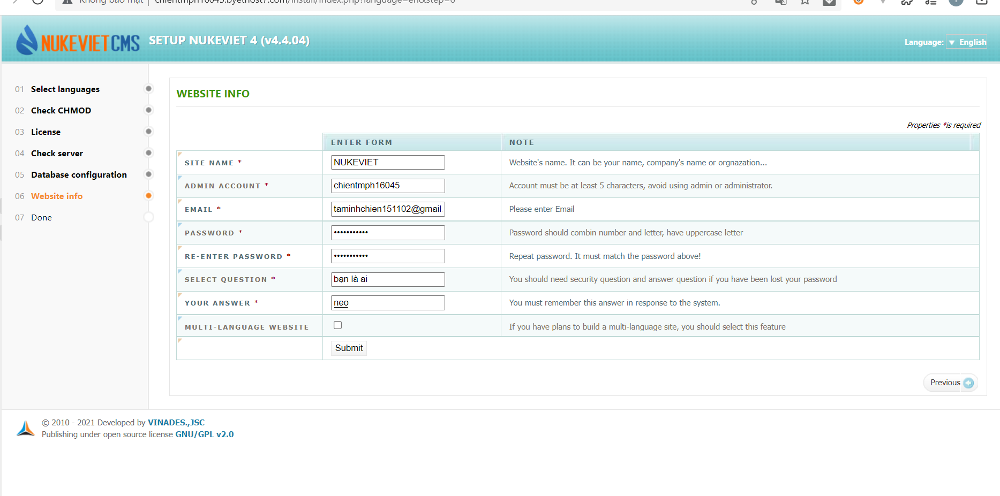 Không bảo mật | chientmph16045.byethost7.com/install/index.php?language=en&step=6
NUKEVIET CMS
SETUP NUKEVIET 4 (v4.4.04)
Language: English
01 Select languages
02 Check CHMOD
03 License
04 Check server
05 Database configuration
06 Website info
07 Done
WEBSITE INFO
Properties *is required
ENTER FORM NOTE
SITE NAME * NUKEVIET Website's name. It can be your name, company's name or orgnazation...
ADMIN ACCOUNT * chientmph16045 Account must be at least 5 characters, avoid using admin or administrator.
EMAIL * taminhchien151102@gmail Please enter Email
PASSWORD * ••••••••••• Password should combin number and letter, have uppercase letter
RE-ENTER PASSWORD * ••••••••••• Repeat password. It must match the password above!
SELECT QUESTION * bạn là ai You should need security question and answer question if you have been lost your password
YOUR ANSWER * neo You must remember this answer in response to the system.
MULTI-LANGUAGE WEBSITE If you have plans to build a multi-language site, you should select this feature
Submit
Previous
© 2010 - 2021 Developed by VINADES.,JSC
Publishing under open source license GNU/GPL v2.0